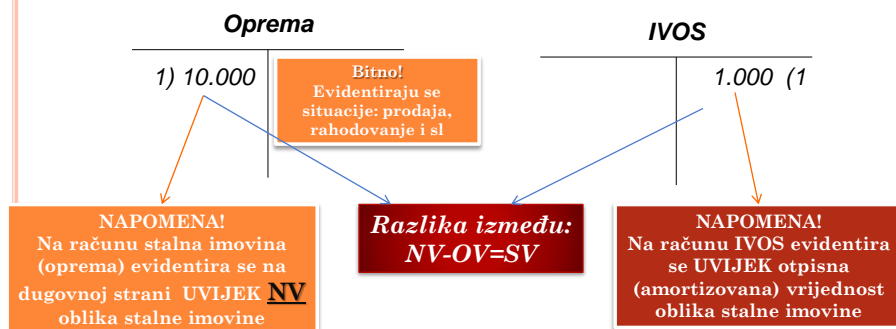 Oprema
IVOS
1) 10.000
1.000 (1
Bitno!
Evidentiraju se
situacije: prodaja,
rahodovanje i sl
NAPOMENA!
Na računu stalna imovina
(oprema) evidentira se na
dugovnoj strani UVIJEK NV
oblika stalne imovine
Razlika između:
NV-OV=SV
NAPOMENA!
Na računu IVOS evidentira
se UVIJEK otpisna
(amortizovana) vrijednost
oblika stalne imovine